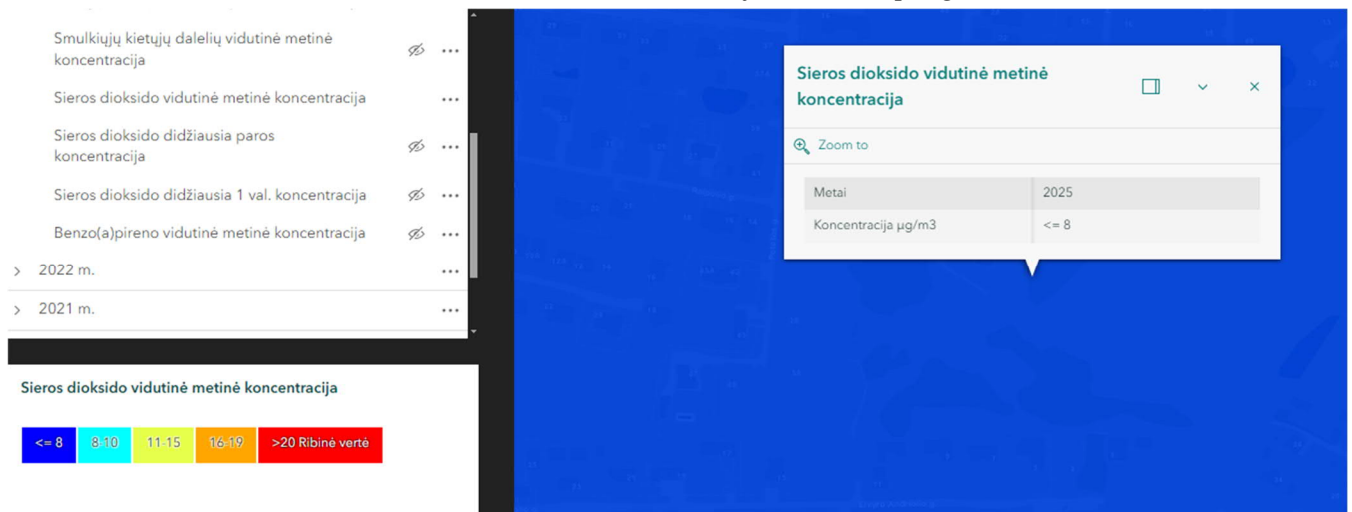 Smulkiųjų kietųjų dalelių vidutinė metinė
koncentracija
Sieros dioksido vidutinė metinė koncentracija
Sieros dioksido didžiausia paros
koncentracija
Sieros dioksido didžiausia 1 val. koncentracija
Benzo(a)pireno vidutinė metinė koncentracija
2022 m.
2021 m.
Sieros dioksido vidutinė metinė koncentracija
<= 8
8-10
11-15
16-19
>20 Ribinė vertė
Sieros dioksido vidutinė metinė
koncentracija
Zoom to
Metai 2025
Koncentracija µg/m3 <= 8